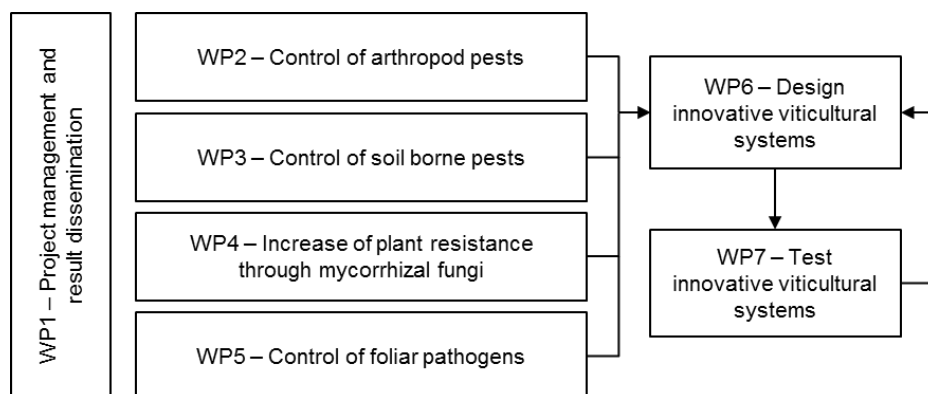 WP1 – Project management and
result dissemination
WP2 – Control of arthropod pests
WP3 – Control of soil borne pests
WP4 – Increase of plant resistance
through mycorrhizal fungi
WP5 – Control of foliar pathogens
WP6 – Design
innovative viticultural
systems
WP7 – Test
innovative viticultural
systems